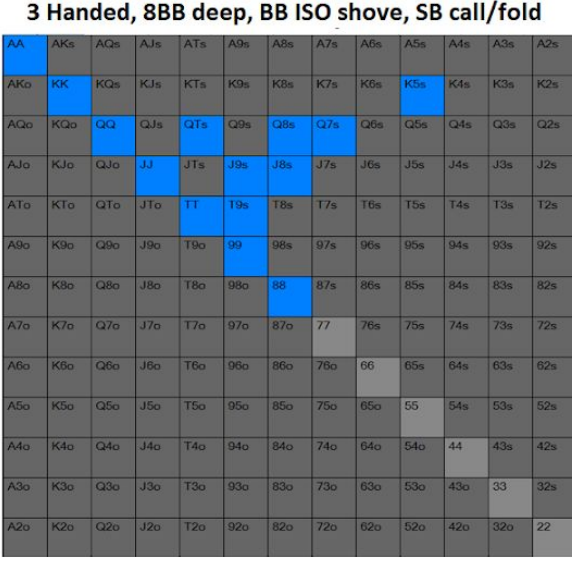 3 Handed, 8BB deep, BB ISO shove, SB call/fold
AA AKs AQs AJs ATs A9s A8s A7s A6s A5s A4s A3s A2s
AKo KK KQs KJs KTs K9s K8s K7s K6s K5s K4s K3s K2s
AQo KQo QQ QJs QTs Q9s Q8s Q7s Q6s Q5s Q4s Q3s Q2s
AJo KJo QJo JJ JTs J9s J8s J7s J6s J5s J4s J3s J2s
ATo KTo QTo JTo TT T9s T8s T7s T6s T5s T4s T3s T2s
A9o K9o Q9o J9o T9o 99 98s 97s 96s 95s 94s 93s 92s
A8o K8o Q8o J8o T8o 98o 88 87s 86s 85s 84s 83s 82s
A7o K7o Q7o J7o T7o 97o 87o 77 76s 75s 74s 73s 72s
A6o K6o Q6o J6o T6o 96o 86o 76o 66 65s 64s 63s 62s
A5o K5o Q5o J5o T5o 95o 85o 75o 65o 55 54s 53s 52s
A4o K4o Q4o J4o T4o 94o 84o 74o 64o 54o 44 43s 42s
A3o K3o Q3o J3o T3o 93o 83o 73o 63o 53o 43o 33 32s
A2o K2o Q2o J2o T2o 92o 82o 72o 62o 52o 42o 32o 22